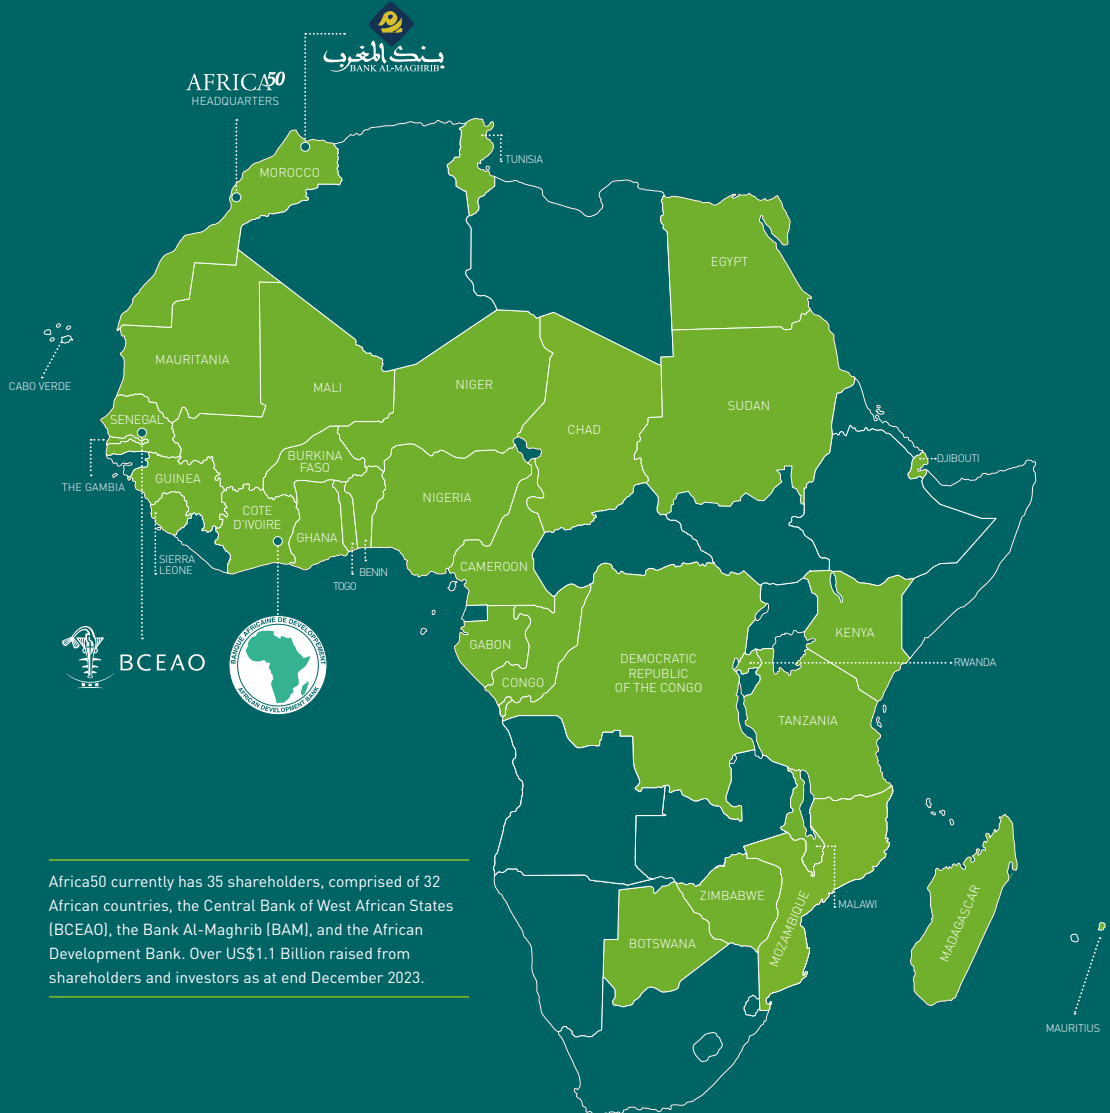 بنك المغرب
BANK AL-MAGHRIB
AFRICA50
HEADQUARTERS
MOROCCO
TUNISIA
EGYPT
MAURITANIA
MALI
NIGER
CHAD
SUDAN
CABO VERDE
SENEGAL
THE GAMBIA
GUINEA
BURKINA
FASO
NIGERIA
DJIBOUTI
COTE
D'IVOIRE
GHANA
SIERRA
LEONE
TOGO
BENIN
CAMEROON
GABON
CONGO
DEMOCRATIC
REPUBLIC
OF THE CONGO
KENYA
RWANDA
TANZANIA
BCEAO
BANQUE AFRICAINE DE DEVELOPPEMENT
AFRICAN DEVELOPMENT BANK
Africa50 currently has 35 shareholders, comprised of 32
African countries, the Central Bank of West African States
(BCEAO), the Bank Al-Maghrib (BAM), and the African
Development Bank. Over US$1.1 Billion raised from
shareholders and investors as at end December 2023.
ZIMBABWE
BOTSWANA
MOZAMBIQUE
MALAWI
MADAGASCAR
MAURITIUS